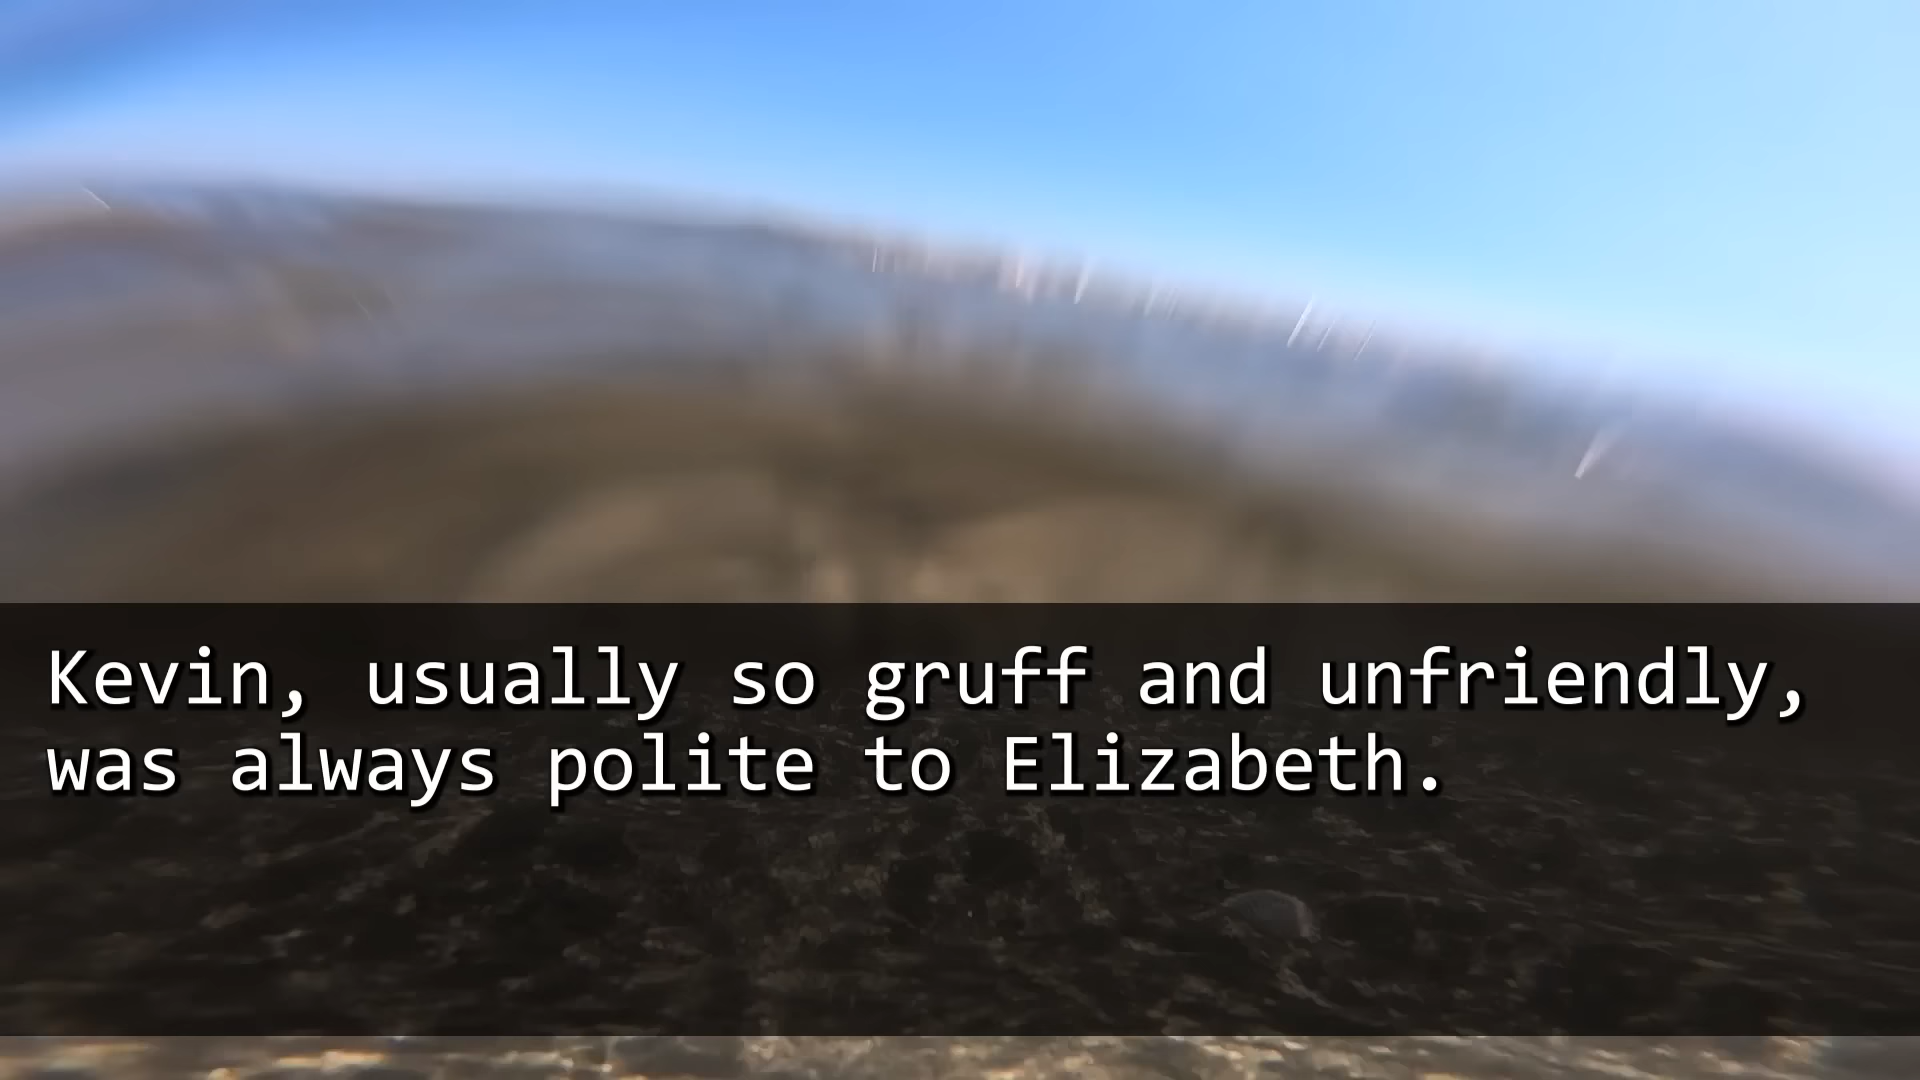 Kevin, usually so gruff and unfriendly,
was always polite to Elizabeth.